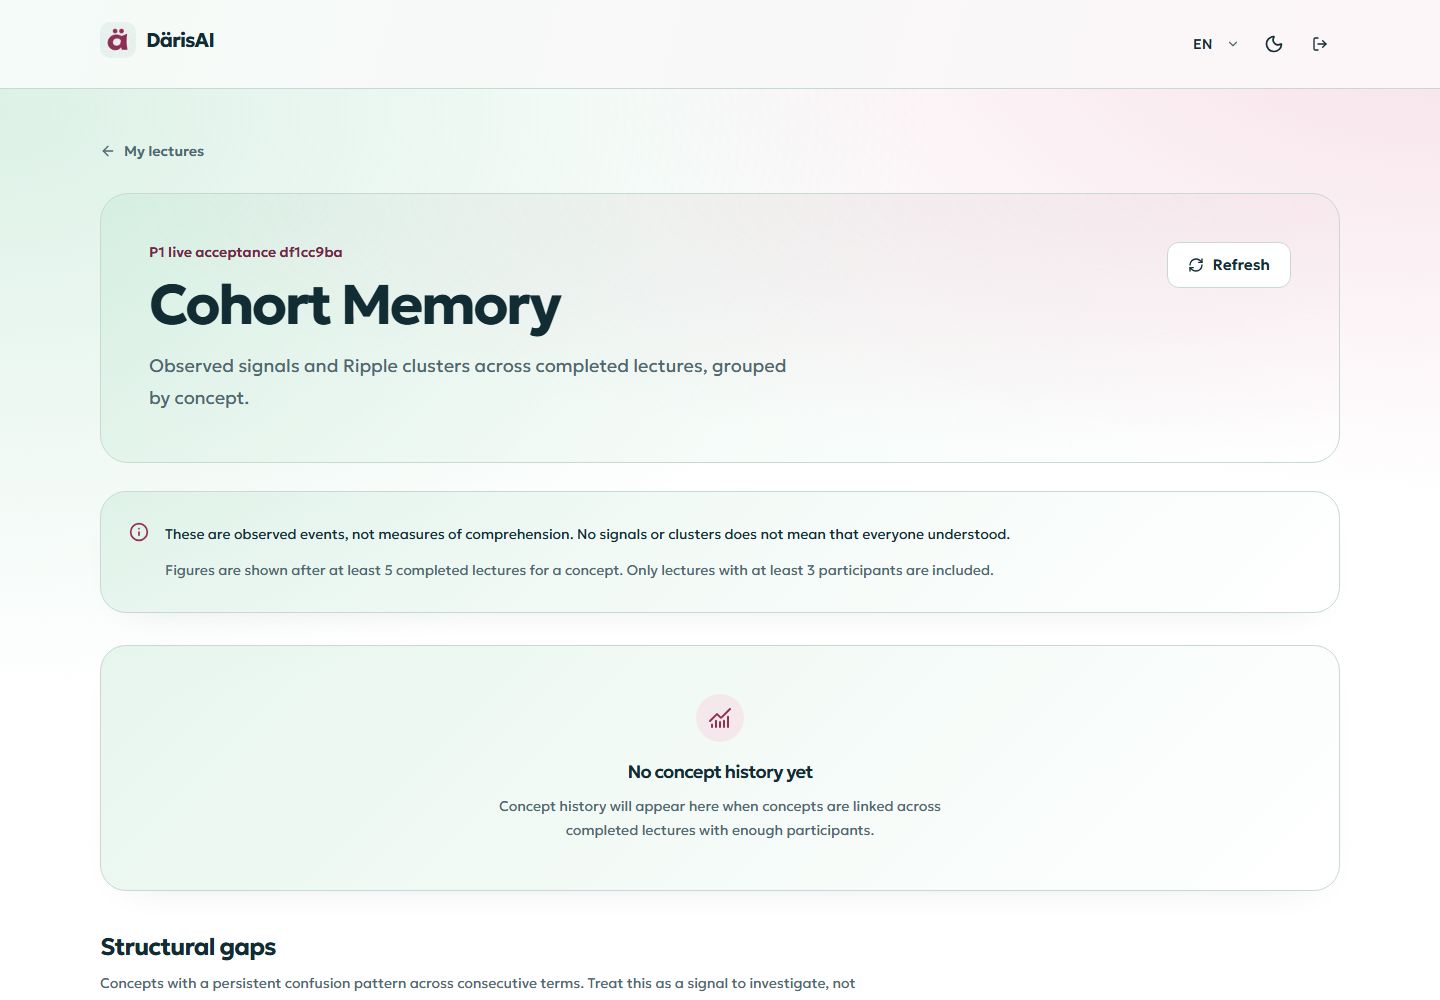 ä DärisAI
EN
My lectures
P1 live acceptance df1cc9ba
Refresh
Cohort Memory
Observed signals and Ripple clusters across completed lectures, grouped
by concept.
These are observed events, not measures of comprehension. No signals or clusters does not mean that everyone understood.
Figures are shown after at least 5 completed lectures for a concept. Only lectures with at least 3 participants are included.
No concept history yet
Concept history will appear here when concepts are linked across
completed lectures with enough participants.
Structural gaps
Concepts with a persistent confusion pattern across consecutive terms. Treat this as a signal to investigate, not